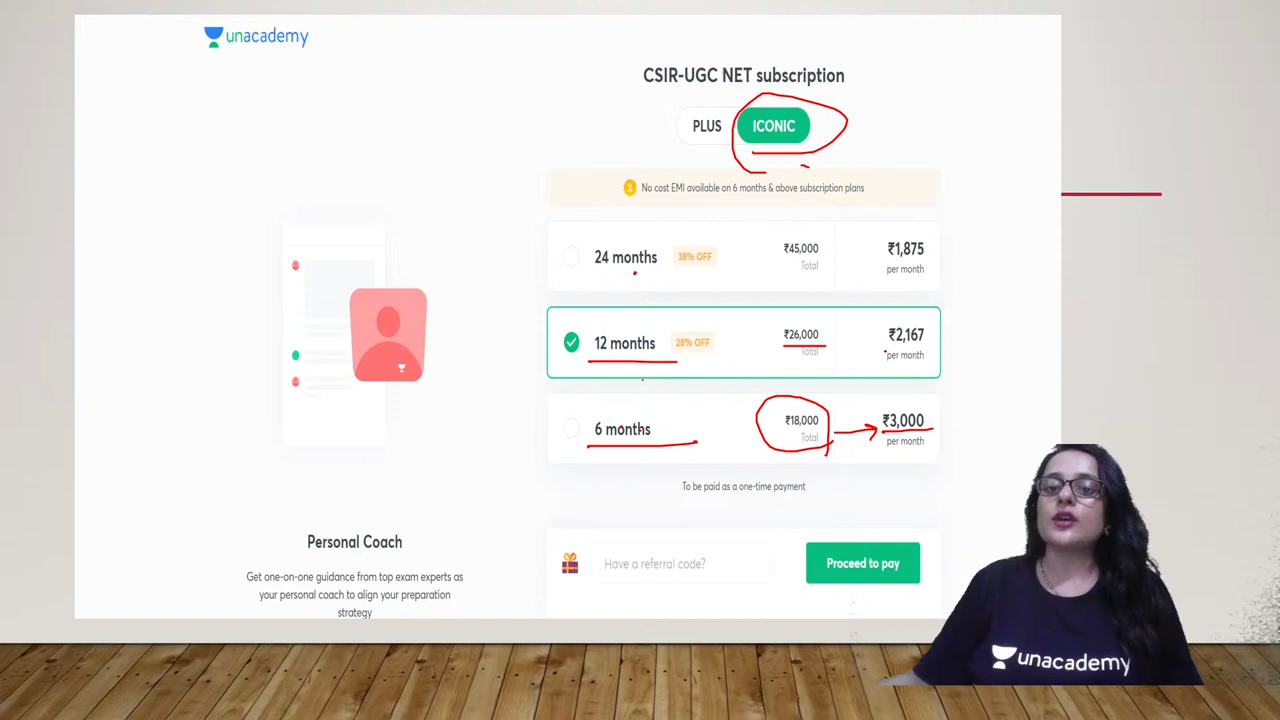 unacademy
CSIR-UGC NET subscription
PLUS ICONIC
No cost EMI available on 6 months & above subscription plans
24 months 38% OFF ₹45,000 ₹1,875
Total per month
12 months 28% OFF ₹26,000 ₹2,167
Total per month
6 months ₹18,000 ₹3,000
Total per month
To be paid as a one-time payment
Personal Coach
Get one-on-one guidance from top exam experts as
your personal coach to align your preparation
strategy
Have a referral code? Proceed to pay
unacademy